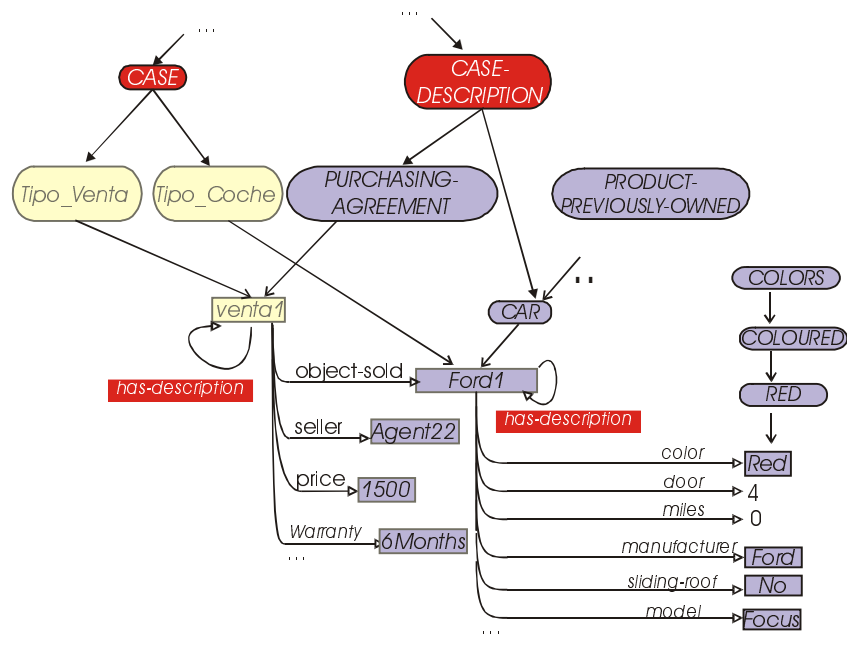 ...
...
CASE
CASE-
DESCRIPTION
Tipo_Venta
Tipo_Coche
PURCHASING-
AGREEMENT
PRODUCT-
PREVIOUSLY-OWNED
..
COLORS
venta1
CAR
COLOURED
has-description
object-sold
Ford1
RED
has-description
seller
Agent22
color
Red
price
1500
door
4
miles
0
Warranty
6Months
...
manufacturer
Ford
sliding-roof
No
model
Focus
...